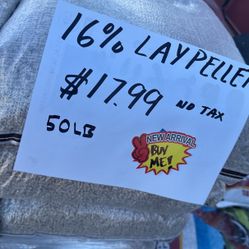 16% LAY PELLET
$17.99 NO TAX
50LB
NEW ARRIVAL
BUY
ME!